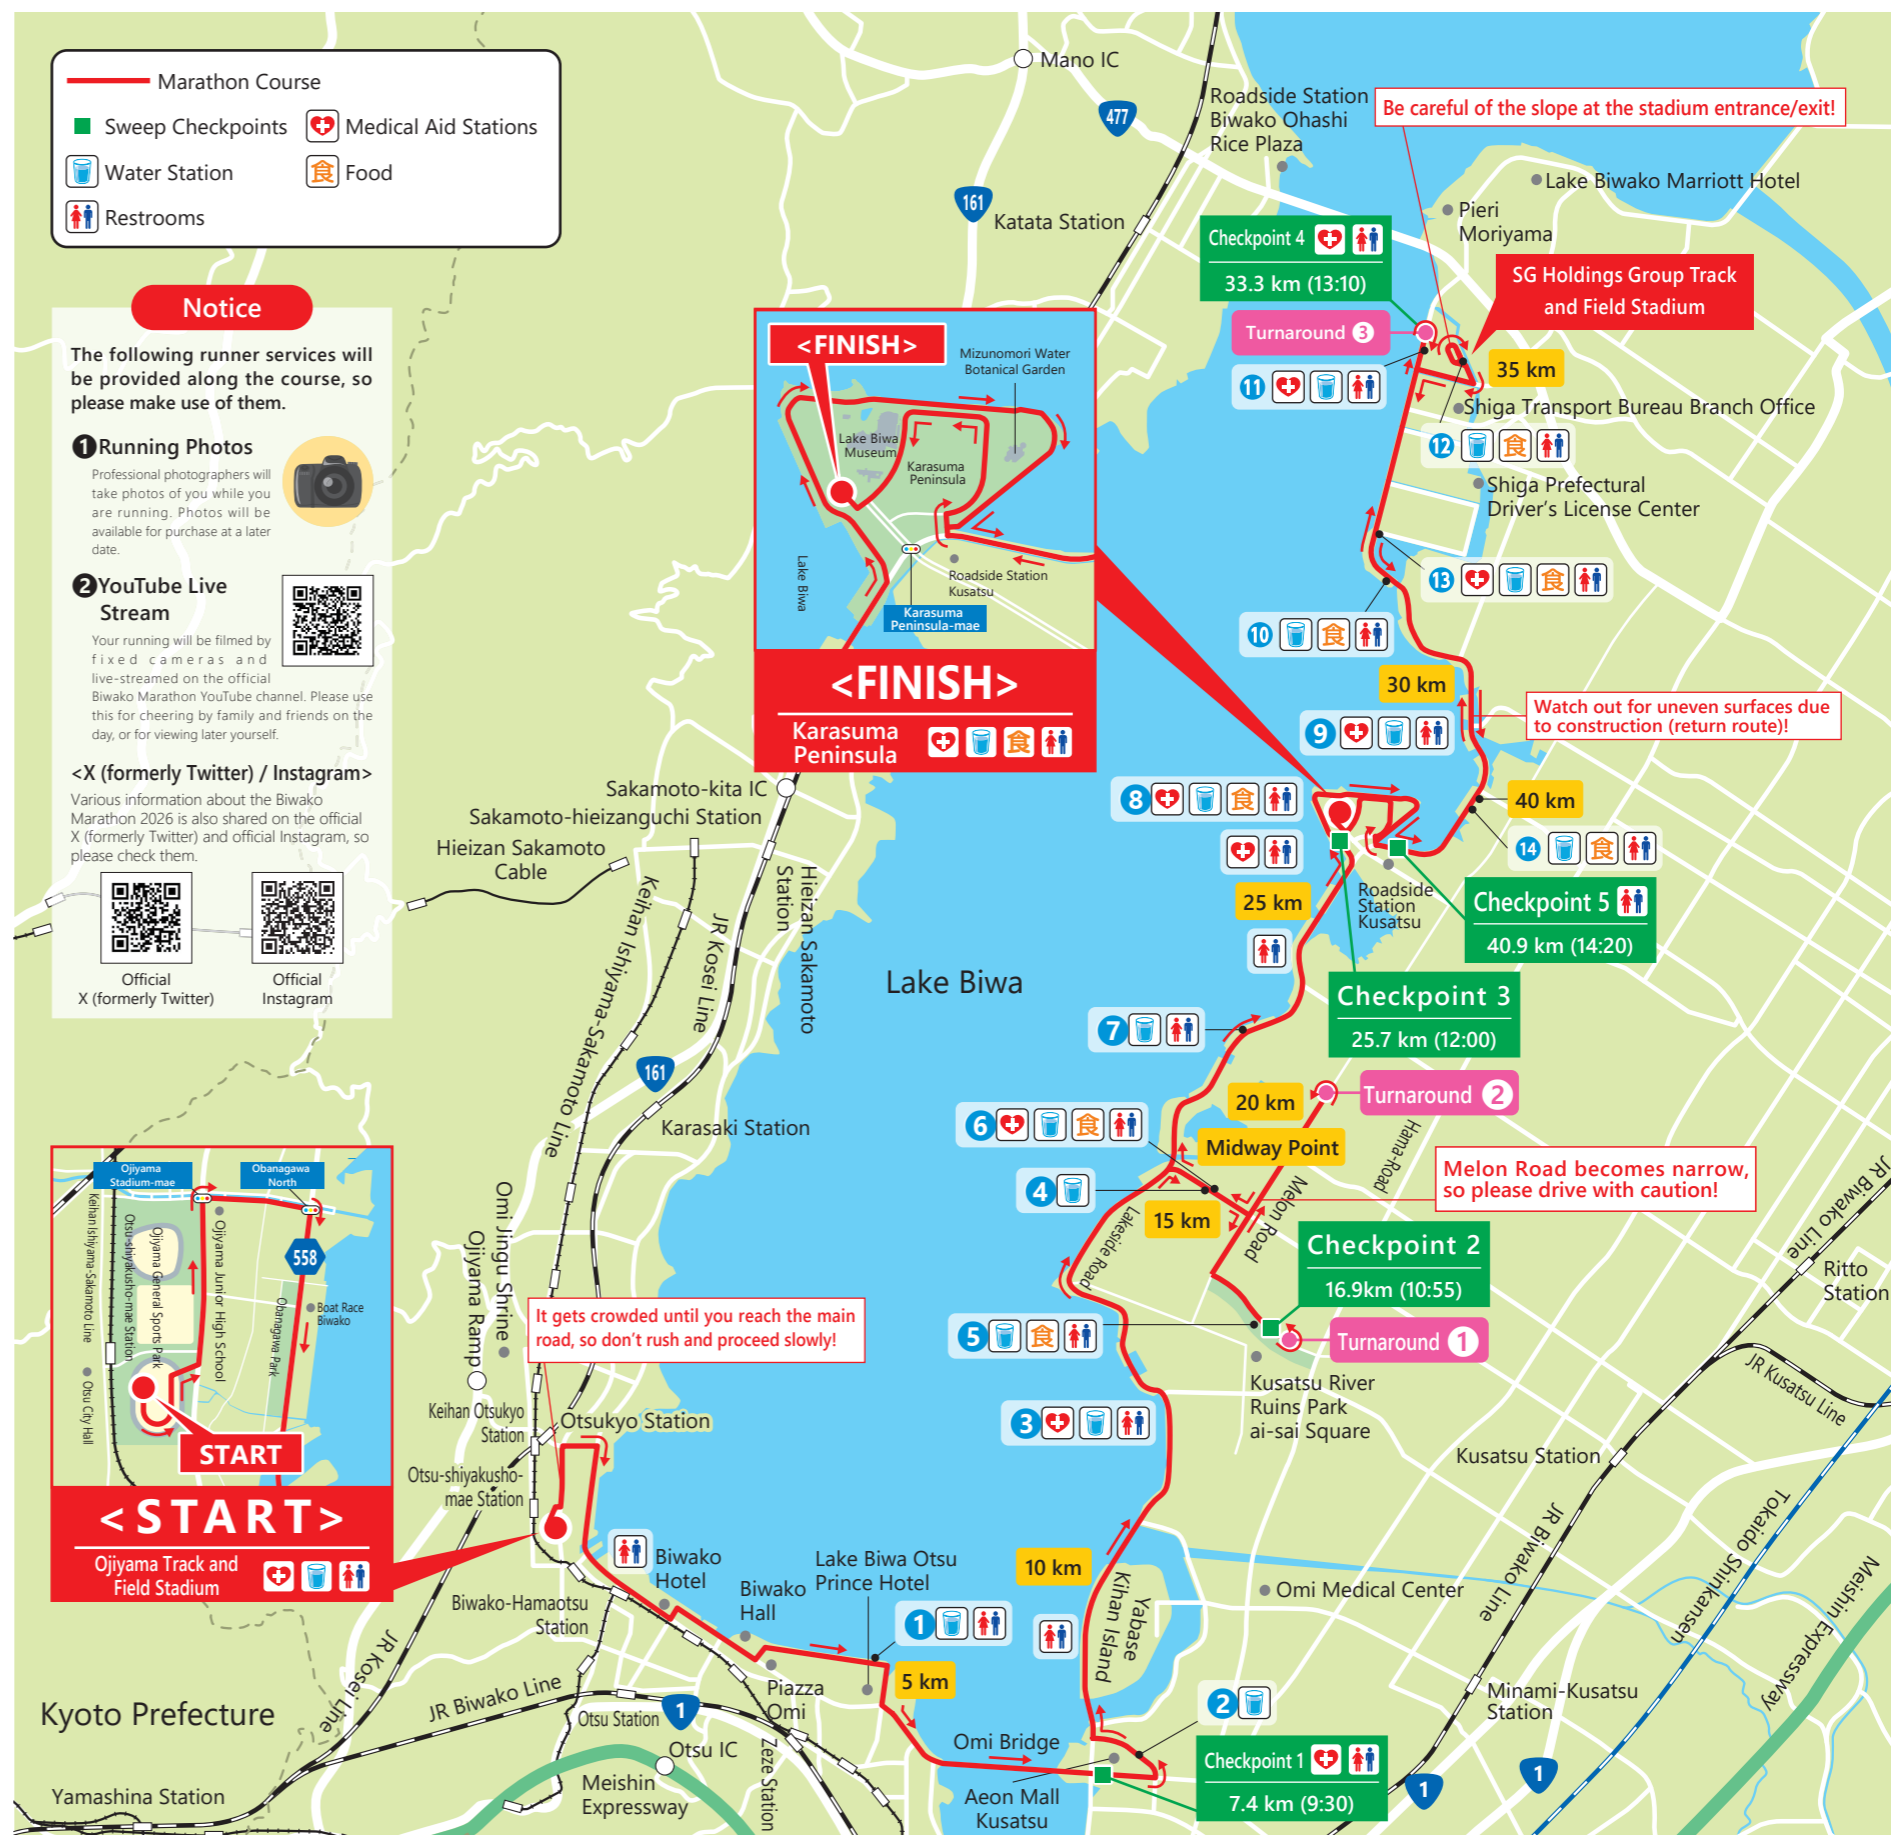 Marathon Course
Sweep Checkpoints
Medical Aid Stations
Water Station
食
Food
Restrooms
Notice
The following runner services will
be provided along the course, so
please make use of them.
1 Running Photos
Professional photographers will
take photos of you while you
are running. Photos will be
available for purchase at a later
date.
2 YouTube Live
Stream
Your running will be filmed by
fixed cameras and
live-streamed on the official
Biwako Marathon YouTube channel. Please use
this for cheering by family and friends on the
day, or for viewing later yourself.
<X (formerly Twitter) / Instagram>
Various information about the Biwako
Marathon 2026 is also shared on the official
X (formerly Twitter) and official Instagram, so
please check them.
Official
X (formerly Twitter)
Official
Instagram
Mano IC
477
Roadside Station
Biwako Ohashi
Rice Plaza
Be careful of the slope at the stadium entrance/exit!
Lake Biwako Marriott Hotel
Pieri
Moriyama
161
Katata Station
Checkpoint 4
33.3 km (13:10)
SG Holdings Group Track
and Field Stadium
Turnaround 3
35 km
11
Shiga Transport Bureau Branch Office
12 食
Shiga Prefectural
Driver's License Center
13 食
10 食
30 km
Watch out for uneven surfaces due
to construction (return route)!
9
<FINISH>
Mizunomori Water
Botanical Garden
Lake Biwa
Museum
Karasuma
Peninsula
Lake Biwa
Roadside Station
Kusatsu
Karasuma
Peninsula-mae
<FINISH>
Karasuma
Peninsula
食
8 食
40 km
14 食
25 km
Roadside
Station
Kusatsu
Checkpoint 5
40.9 km (14:20)
Checkpoint 3
25.7 km (12:00)
Sakamoto-kita IC
Sakamoto-hieizanguchi Station
Hieizan Sakamoto
Cable
Hieizan Sakamoto
Station
Keihan Ishiyama-Sakamoto Line
JR Kosei Line
Lake Biwa
161
Karasaki Station
7
20 km
Turnaround 2
6 食
Midway Point
Hama-Road
4
15 km
Melon Road
Melon Road becomes narrow,
so please drive with caution!
Lakeside Road
Checkpoint 2
16.9km (10:55)
5 食
Turnaround 1
JR Biwako Line
Ritto
Station
JR Kusatsu Line
Kusatsu River
Ruins Park
ai-sai Square
3
Kusatsu Station
Ojiyama
Stadium-mae
Obanagawa
North
Keihan Ishiyama-Sakamoto Line
Otsu-shiyakusho-mae Station
Ojiyama General Sports Park
Ojiyama Junior High School
558
Boat Race
Biwako
Obanagawa Park
Otsu City Hall
START
<START>
Ojiyama Track and
Field Stadium
Omi Jingu Shrine
Ojiyama Ramp
It gets crowded until you reach the main
road, so don't rush and proceed slowly!
Keihan Otsukyo
Station
Otsukyo Station
Otsu-shiyakusho-
mae Station
Biwako
Hotel
Biwako-Hamaotsu
Station
Biwako
Hall
Lake Biwa Otsu
Prince Hotel
1
5 km
Piazza
Omi
10 km
Yabase
Kihan Island
Omi Medical Center
JR Biwako Line
Tokaido Shinkansen
Meishin Expressway
Minami-Kusatsu
Station
2
Omi Bridge
Aeon Mall
Kusatsu
Checkpoint 1
7.4 km (9:30)
1
1
Kyoto Prefecture
JR Kosei Line
JR Biwako Line
Otsu Station
1
Otsu IC
Meishin
Expressway
Zeze Station
Yamashina Station